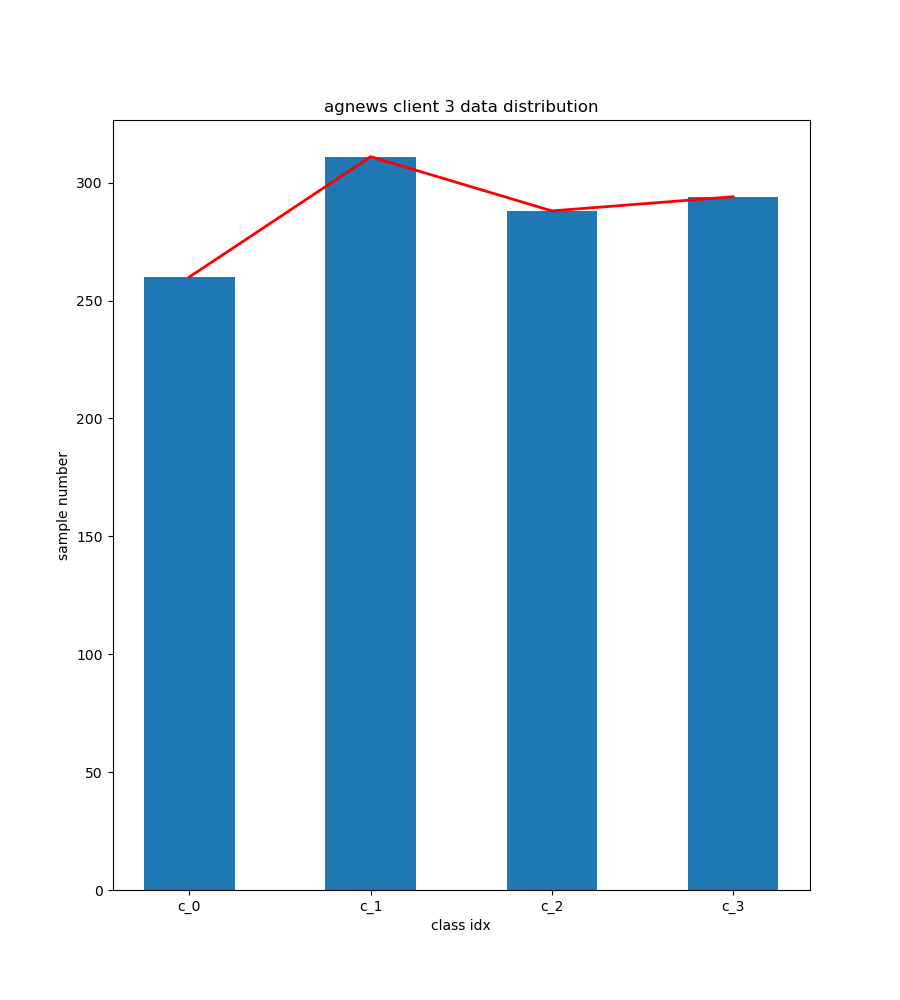 agnews client 3 data distribution
300
250
200
150
100
50
0
sample number
c_0 c_1 c_2 c_3
class idx